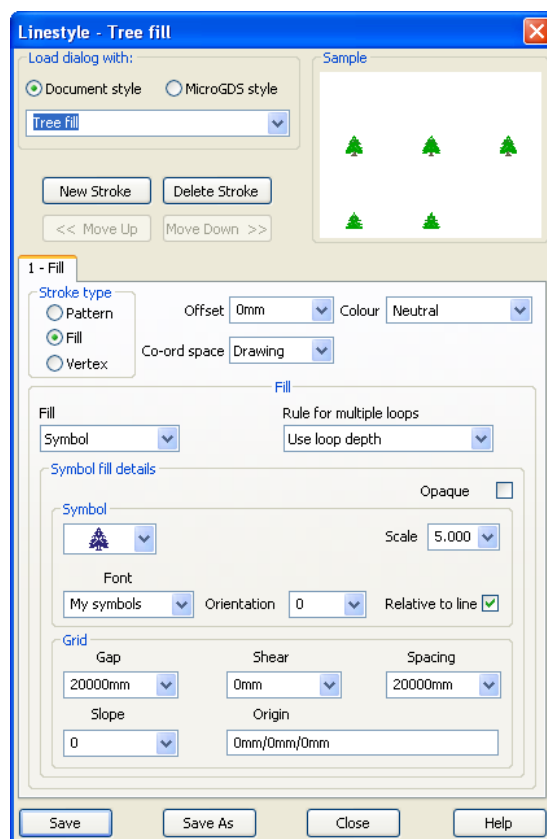 Linestyle - Tree fill
Load dialog with:
Document style
MicroGDS style
Tree fill
Sample
New Stroke
Delete Stroke
<< Move Up
Move Down >>
1 - Fill
Stroke type
Pattern
Fill
Vertex
Offset
0mm
Colour
Neutral
Co-ord space
Drawing
Fill
Fill
Symbol
Rule for multiple loops
Use loop depth
Symbol fill details
Opaque
Symbol
Scale
5.000
Font
My symbols
Orientation
0
Relative to line
Grid
Gap
20000mm
Shear
0mm
Spacing
20000mm
Slope
0
Origin
0mm/0mm/0mm
Save
Save As
Close
Help